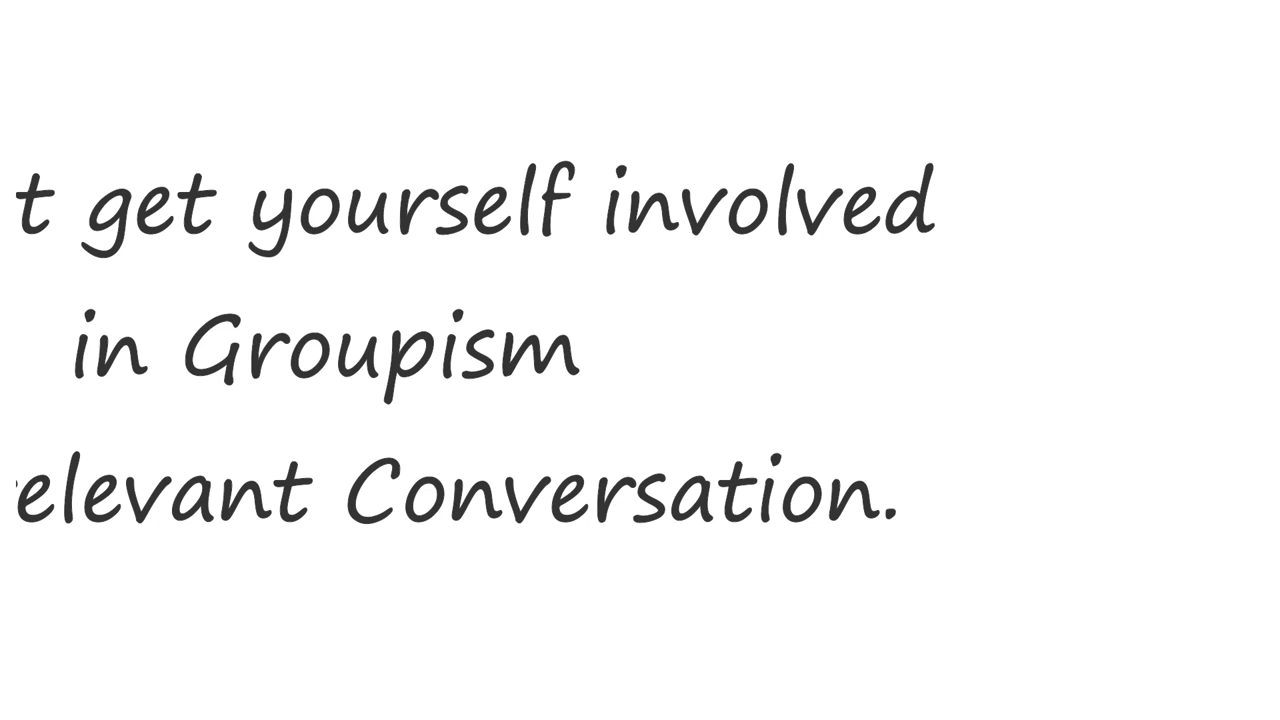 t get yourself involved
in Groupism
elevant Conversation.